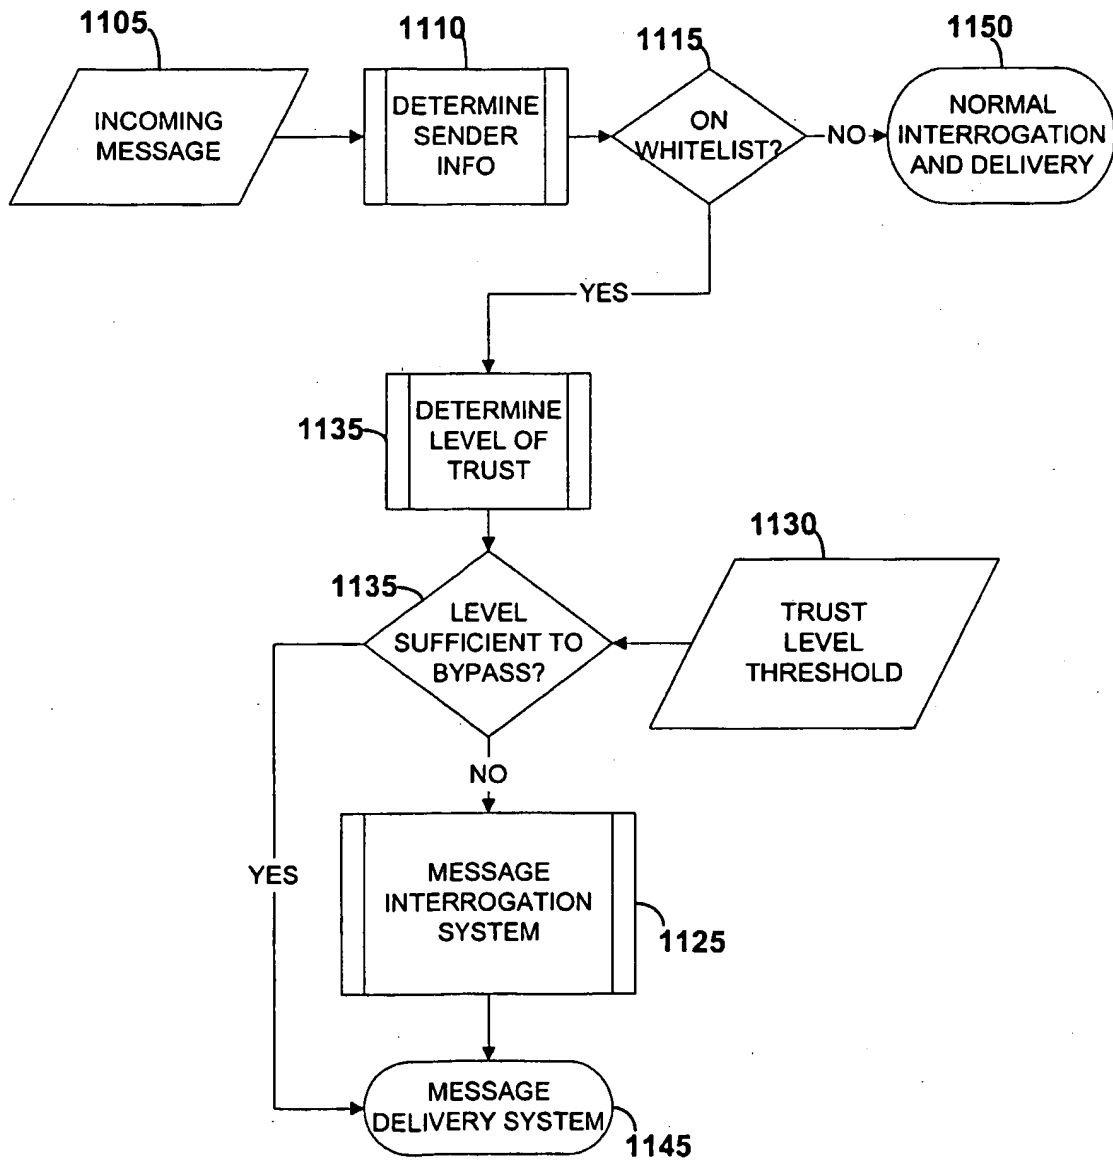 1105
1110
1115
1150
INCOMING
MESSAGE
DETERMINE
SENDER
INFO
ON
WHITELIST?
NO
NORMAL
INTERROGATION
AND DELIVERY
YES
1135
DETERMINE
LEVEL OF
TRUST
1130
1135
LEVEL
SUFFICIENT TO
BYPASS?
TRUST
LEVEL
THRESHOLD
NO
YES
MESSAGE
INTERROGATION
SYSTEM
1125
MESSAGE
DELIVERY SYSTEM
1145